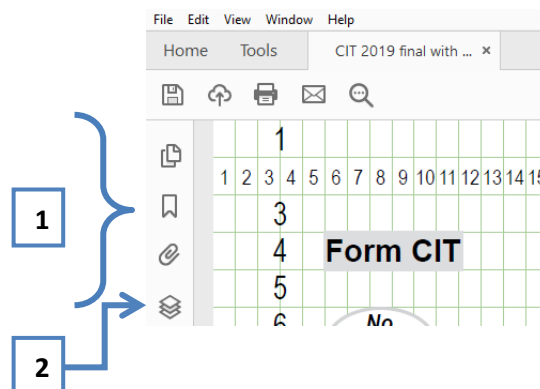 File Edit View Window Help
Home Tools CIT 2019 final with ... ×
1
1 2 3 4 5 6 7 8 9 10 11 12 13 14
3
4 Form CIT
5
6 No
1
2